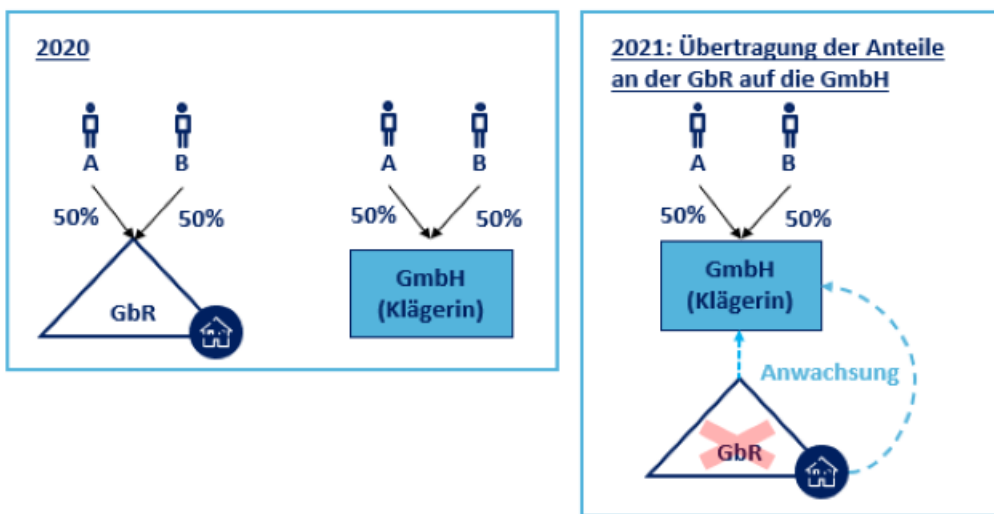 2020
A
B
50%
50%
GbR
A
B
50%
50%
GmbH
(Klägerin)
2021: Übertragung der Anteile
an der GbR auf die GmbH
A
B
50%
50%
GmbH
(Klägerin)
Anwachsung
GbR